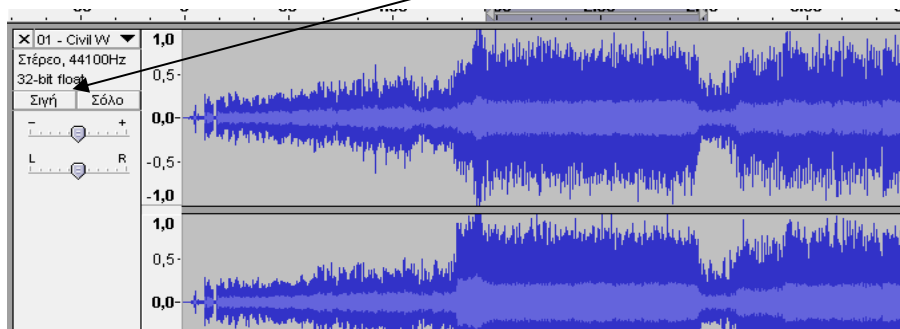 01 - Civil W
Στέρεο, 44100Hz
32-bit float
Σιγή Σόλο
- +
L R
1,0
0,5-
0,0-
-0,5-
-1,0
1,0
0,5-
0,0-